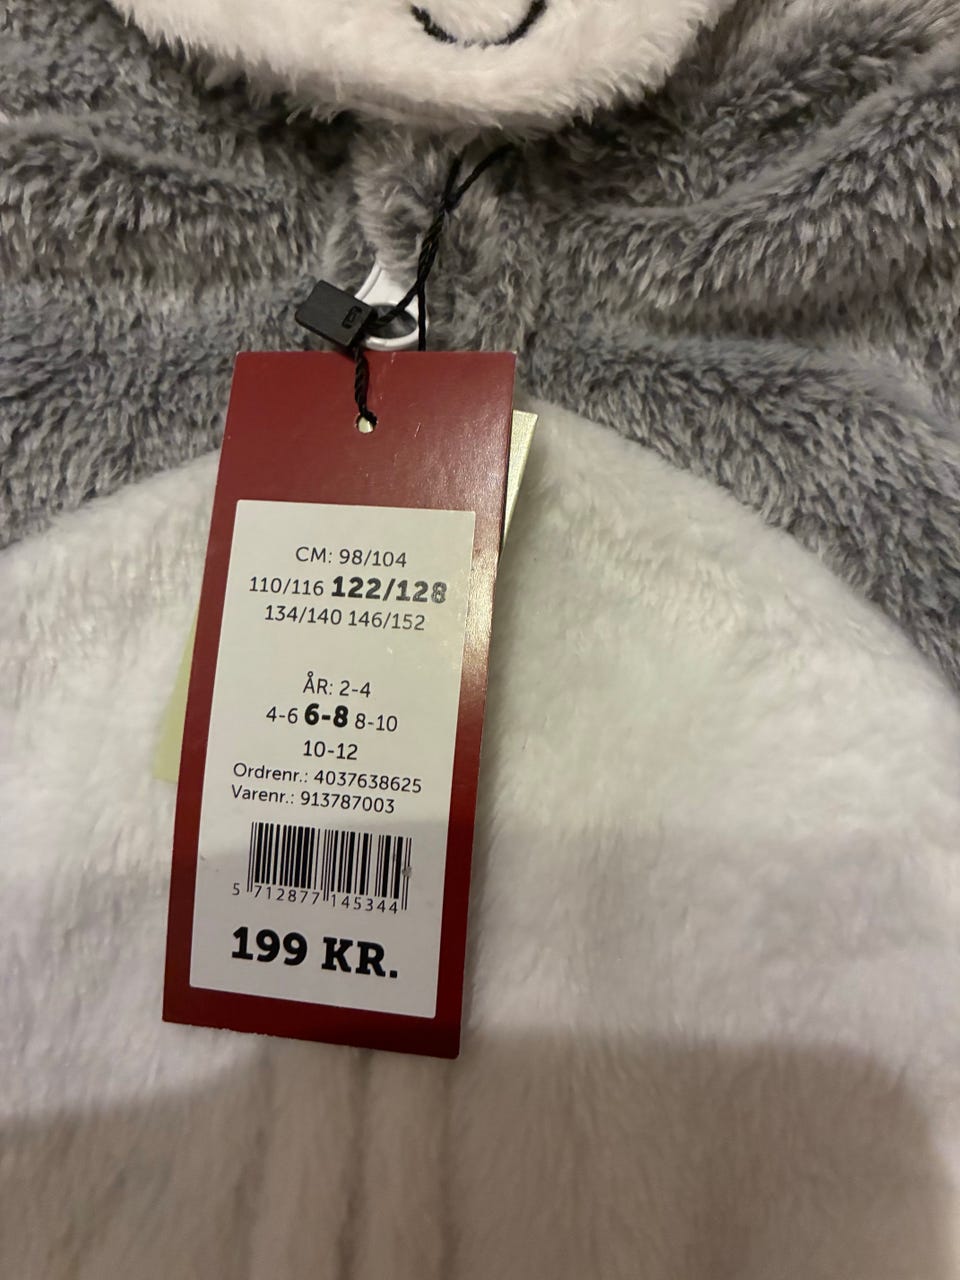 CM: 98/104
110/116 122/128
134/140 146/152
ÅR: 2-4
4-6 6-8 8-10
10-12
Ordrenr.: 4037638625
Varenr.: 913787003
5 712877 145344
199 KR.